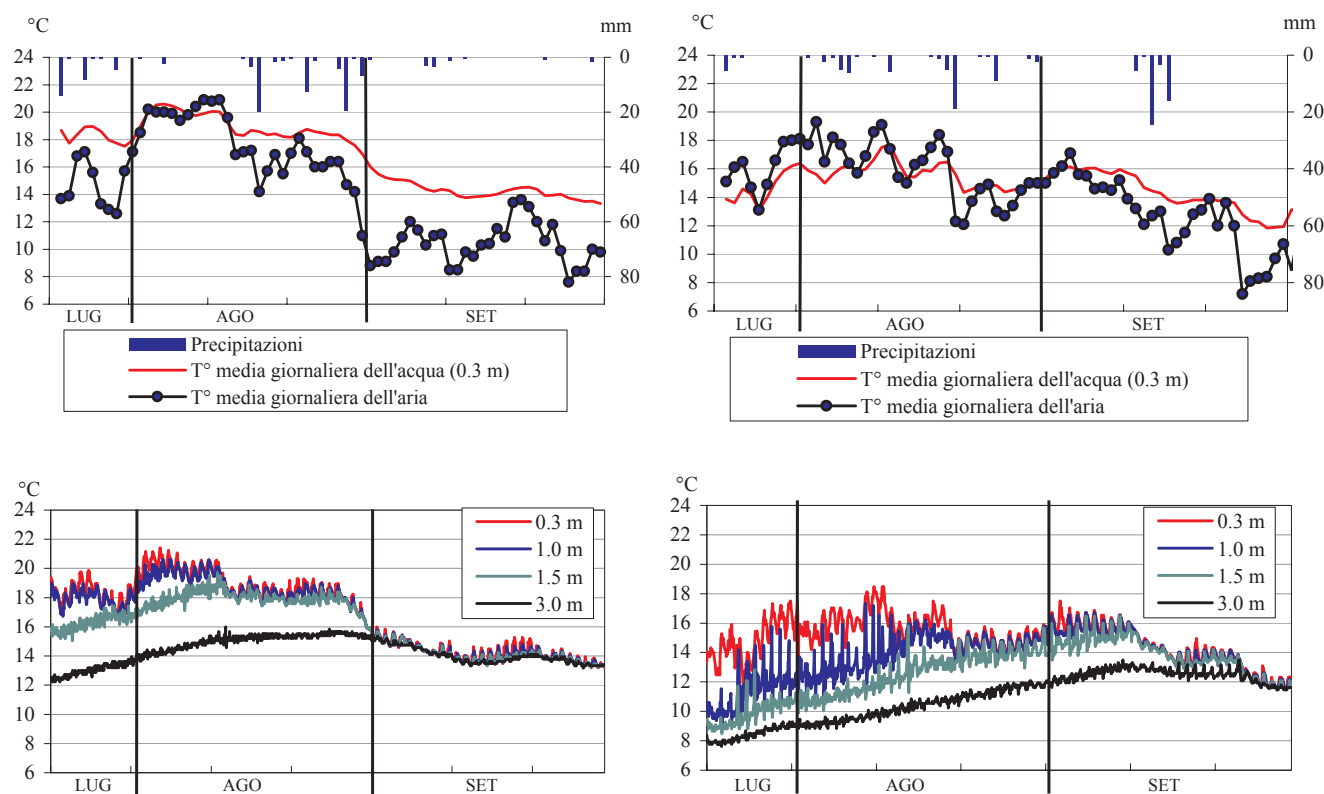 °C
mm
24
22
20
18
16
14
12
10
8
6
0
20
40
60
80
LUG
AGO
SET
Precipitazioni
T° media giornaliera dell'acqua (0.3 m)
T° media giornaliera dell'aria
°C
mm
24
22
20
18
16
14
12
10
8
6
0
20
40
60
80
LUG
AGO
SET
Precipitazioni
T° media giornaliera dell'acqua (0.3 m)
T° media giornaliera dell'aria
°C
24
22
20
18
16
14
12
10
8
6
0.3 m
1.0 m
1.5 m
3.0 m
LUG
AGO
SET
°C
24
22
20
18
16
14
12
10
8
6
0.3 m
1.0 m
1.5 m
3.0 m
LUG
AGO
SET